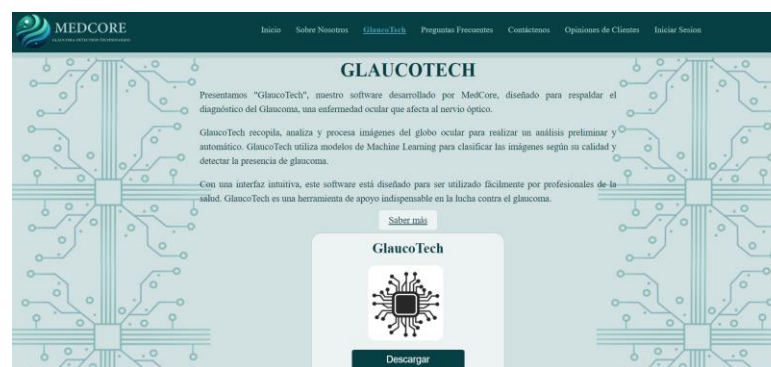 MEDCORE
GLAUCOMA DETECTION TECHNOLOGIES
Inicio Sobre Nosotros GlaucoTech Preguntas Frecuentes Contáctenos Opiniones de Clientes Iniciar Sesion
GLAUCOTECH
Presentamos "GlaucoTech", nuestro software desarrollado por MedCore, diseñado para respaldar el
diagnóstico del Glaucoma, una enfermedad ocular que afecta al nervio óptico.
GlaucoTech recopila, analiza y procesa imágenes del globo ocular para realizar un análisis preliminar y
automático. GlaucoTech utiliza modelos de Machine Learning para clasificar las imágenes según su calidad y
detectar la presencia de glaucoma.
Con una interfaz intuitiva, este software está diseñado para ser utilizado fácilmente por profesionales de la
salud. GlaucoTech es una herramienta de apoyo indispensable en la lucha contra el glaucoma.
Saber más
GlaucoTech
Descargar